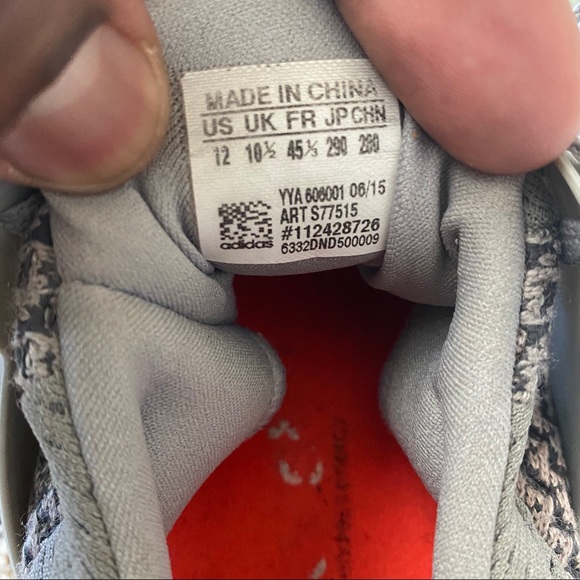 MADE IN CHINA
US UK FR JP CHN
12 10½ 45⅓ 290 280
YYA 606001 06/15
ART S77515
#112428726
adidas 6332DND500009